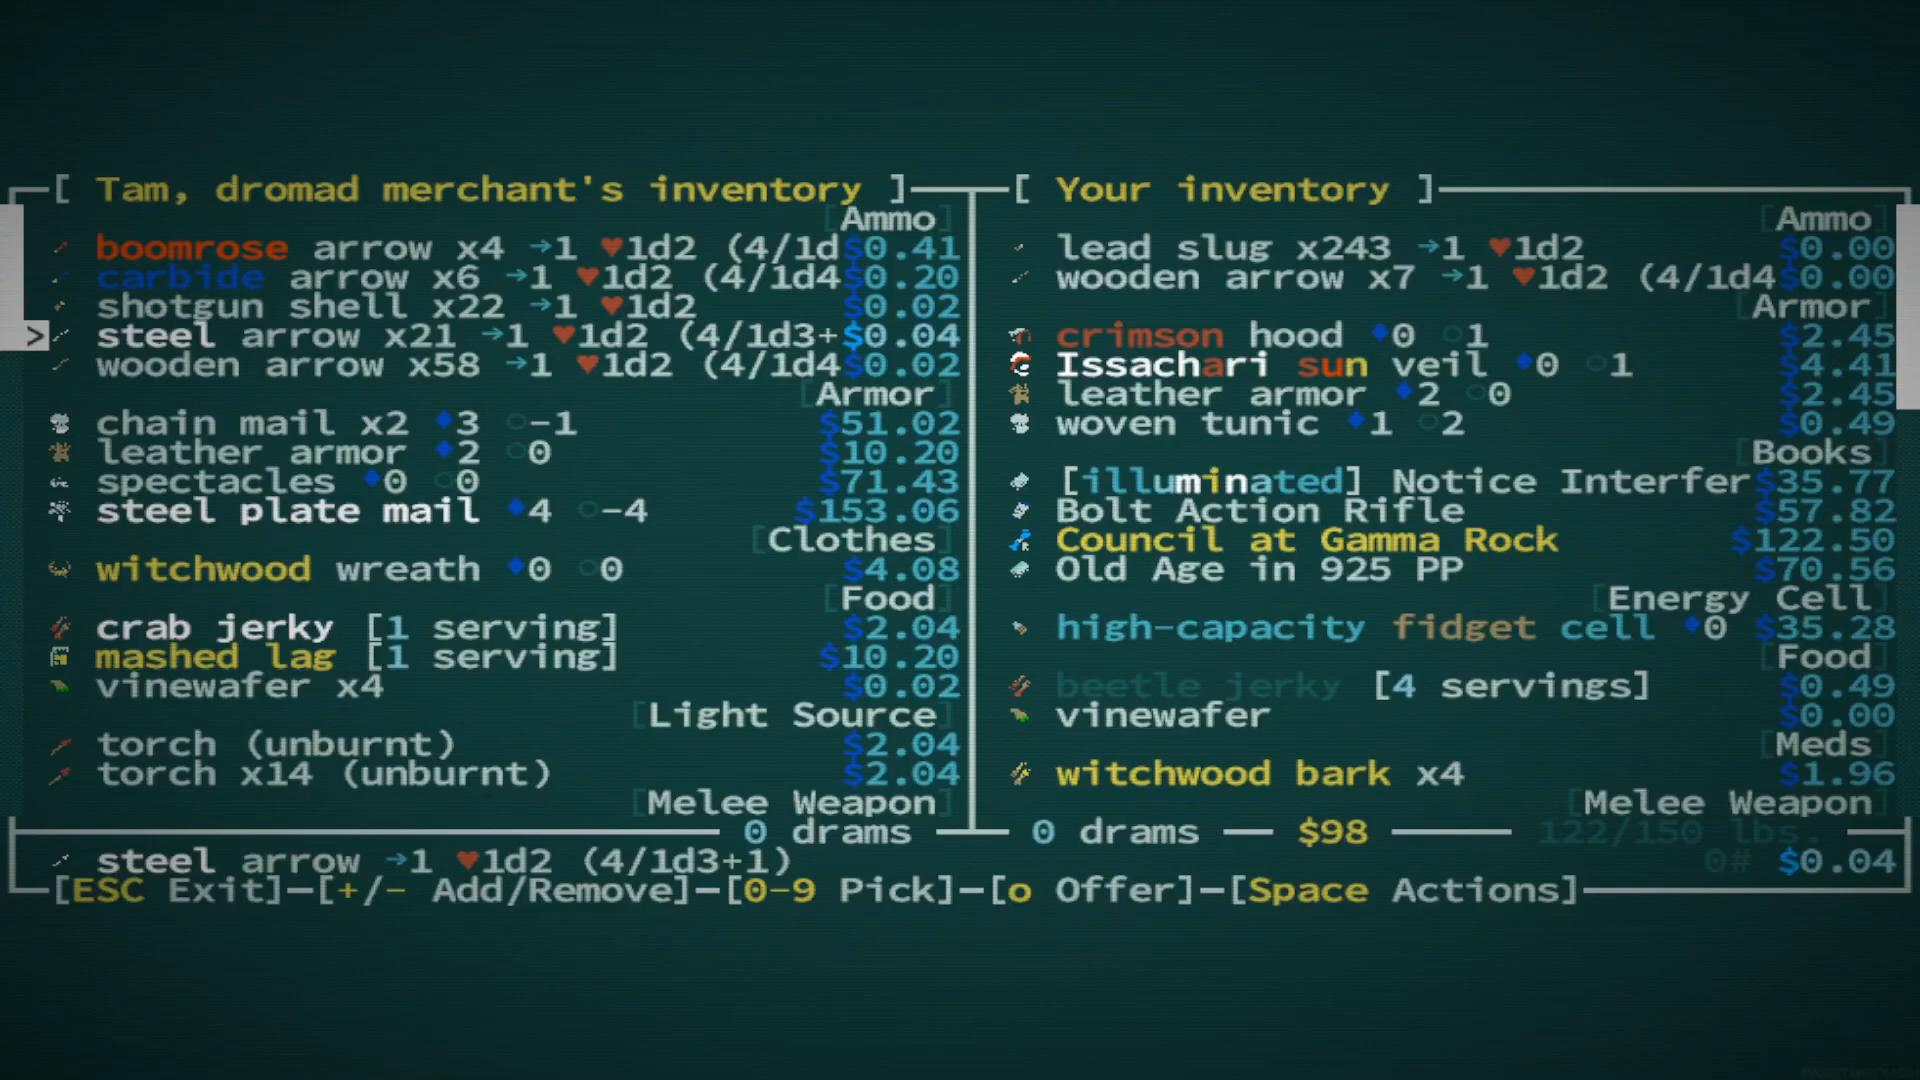 [ Tam, dromad merchant's inventory ]
[Ammo]
boomrose arrow x4 →1 ♥1d2 (4/1d $0.41
carbide arrow x6 →1 ♥1d2 (4/1d4 $0.20
shotgun shell x22 →1 ♥1d2 $0.02
> steel arrow x21 →1 ♥1d2 (4/1d3+ $0.04
wooden arrow x58 →1 ♥1d2 (4/1d4 $0.02
[Armor]
chain mail x2 ♦3 ○-1 $51.02
leather armor ♦2 ○0 $10.20
spectacles ♦0 ○0 $71.43
steel plate mail ♦4 ○-4 $153.06
[Clothes]
witchwood wreath ♦0 ○0 $4.08
[Food]
crab jerky [1 serving] $2.04
mashed lag [1 serving] $10.20
vinewafer x4 $0.02
[Light Source]
torch (unburnt) $2.04
torch x14 (unburnt) $2.04
[Melee Weapon]
0 drams
[ Your inventory ]
[Ammo]
lead slug x243 →1 ♥1d2 $0.00
wooden arrow x7 →1 ♥1d2 (4/1d4 $0.00
[Armor]
crimson hood ♦0 ○1 $2.45
Issachari sun veil ♦0 ○1 $4.41
leather armor ♦2 ○0 $2.45
woven tunic ♦1 ○2 $0.49
[Books]
[illuminated] Notice Interfer $35.77
Bolt Action Rifle $57.82
Council at Gamma Rock $122.50
Old Age in 925 PP $70.56
[Energy Cell]
high-capacity fidget cell ♦0 $35.28
[Food]
beetle jerky [4 servings] $0.49
vinewafer $0.00
[Meds]
witchwood bark x4 $1.96
[Melee Weapon]
0 drams — $98 — 122/150 lbs.
steel arrow →1 ♥1d2 (4/1d3+1) 0# $0.04
[ESC Exit]—[+/- Add/Remove]—[0-9 Pick]—[o Offer]—[Space Actions]